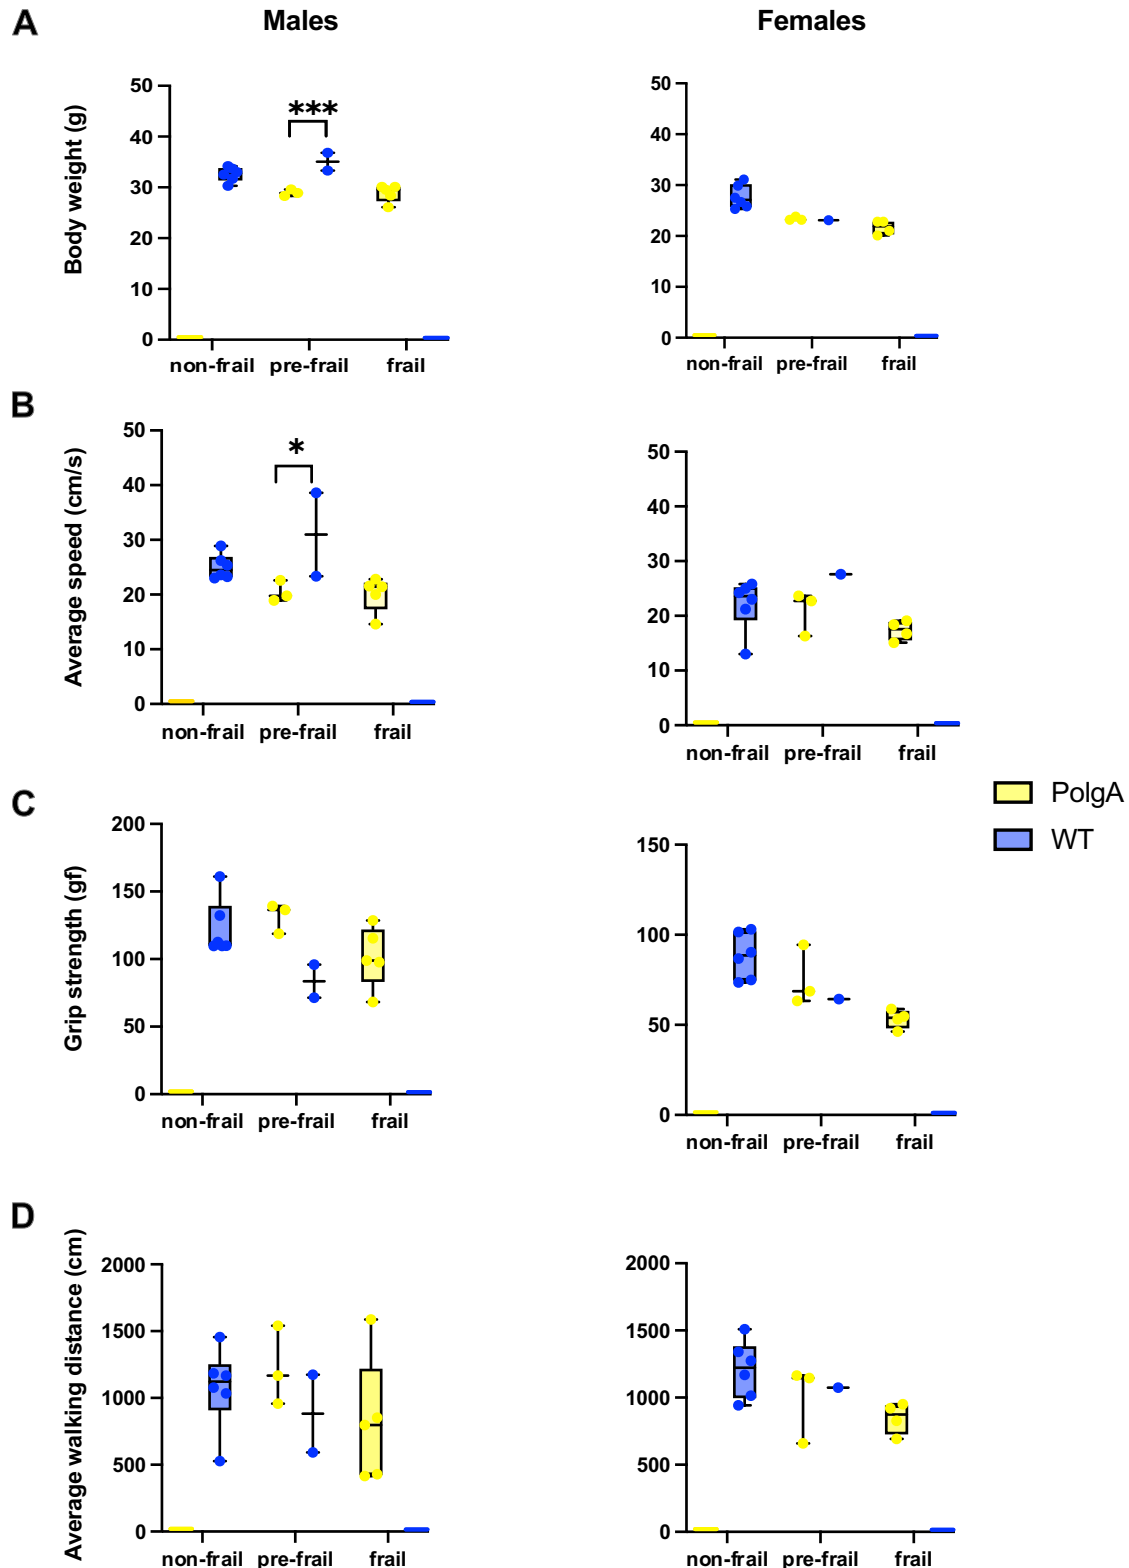 A
Males
Females
Body weight (g)
50
40
30
20
10
0
***
non-frail pre-frail frail
50
40
30
20
10
0
non-frail pre-frail frail
B
Average speed (cm/s)
50
40
30
20
10
0
*
non-frail pre-frail frail
50
40
30
20
10
0
non-frail pre-frail frail
PolgA
WT
C
Grip strength (gf)
200
150
100
50
0
non-frail pre-frail frail
150
100
50
0
non-frail pre-frail frail
D
Average walking distance (cm)
2000
1500
1000
500
0
non-frail pre-frail frail
2000
1500
1000
500
0
non-frail pre-frail frail